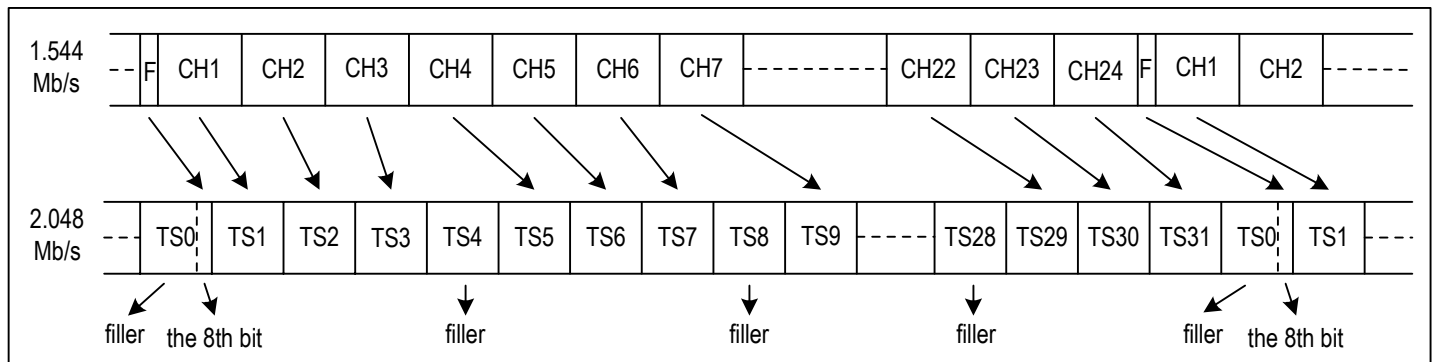 1.544
Mb/s
F CH1 CH2 CH3 CH4 CH5 CH6 CH7 CH22 CH23 CH24 F CH1 CH2
2.048
Mb/s
TS0 TS1 TS2 TS3 TS4 TS5 TS6 TS7 TS8 TS9 TS28 TS29 TS30 TS31 TS0 TS1
filler the 8th bit filler filler filler filler the 8th bit